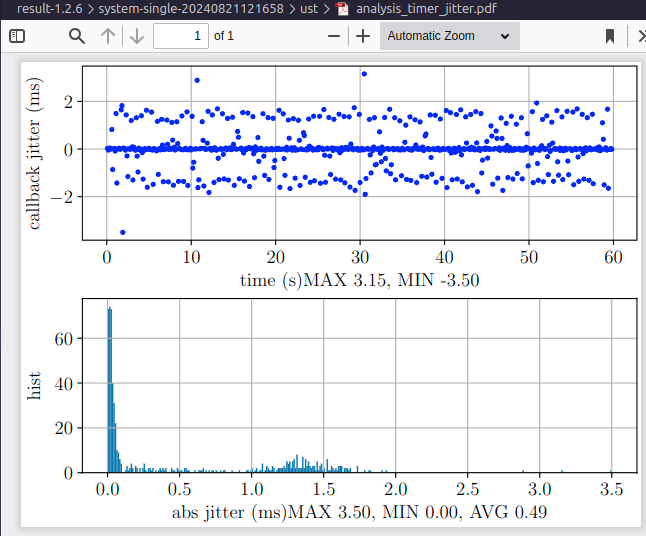 result-1.2.6 > system-single-20240821121658 > ust > analysis_timer_jitter.pdf
1 of 1 Automatic Zoom
callback jitter (ms)
2
0
−2
0 10 20 30 40 50 60
time (s)MAX 3.15, MIN -3.50
hist
60
40
20
0
0.0 0.5 1.0 1.5 2.0 2.5 3.0 3.5
abs jitter (ms)MAX 3.50, MIN 0.00, AVG 0.49